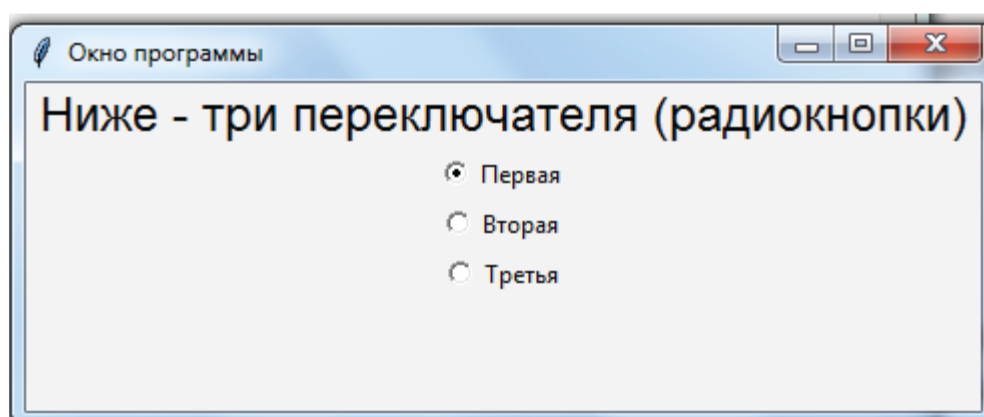 Окно программы
Ниже - три переключателя (радиокнопки)
Первая
Вторая
Третья